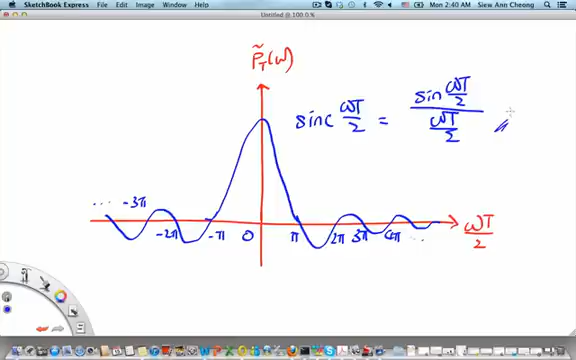 SketchBook Express File Edit Image Window Help Mon 2:40 AM Siew Ann Cheong
Untitled @ 100.0 %
P̃_T(ω)
sinc ωT/2 = sin ωT/2 / ωT/2
... -3π -2π -π 0 π 2π 3π 4π ...
ωT/2